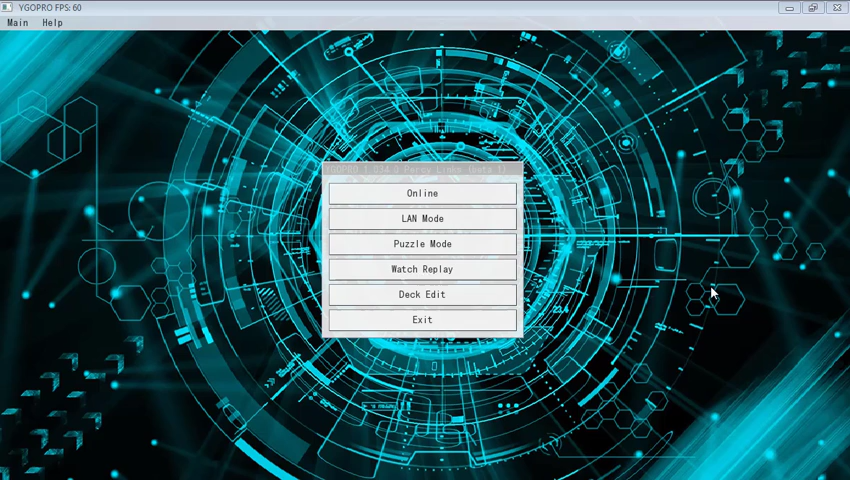 YGOPRO FPS: 60
Main Help
Online
LAN Mode
Puzzle Mode
Watch Replay
Deck Edit
Exit